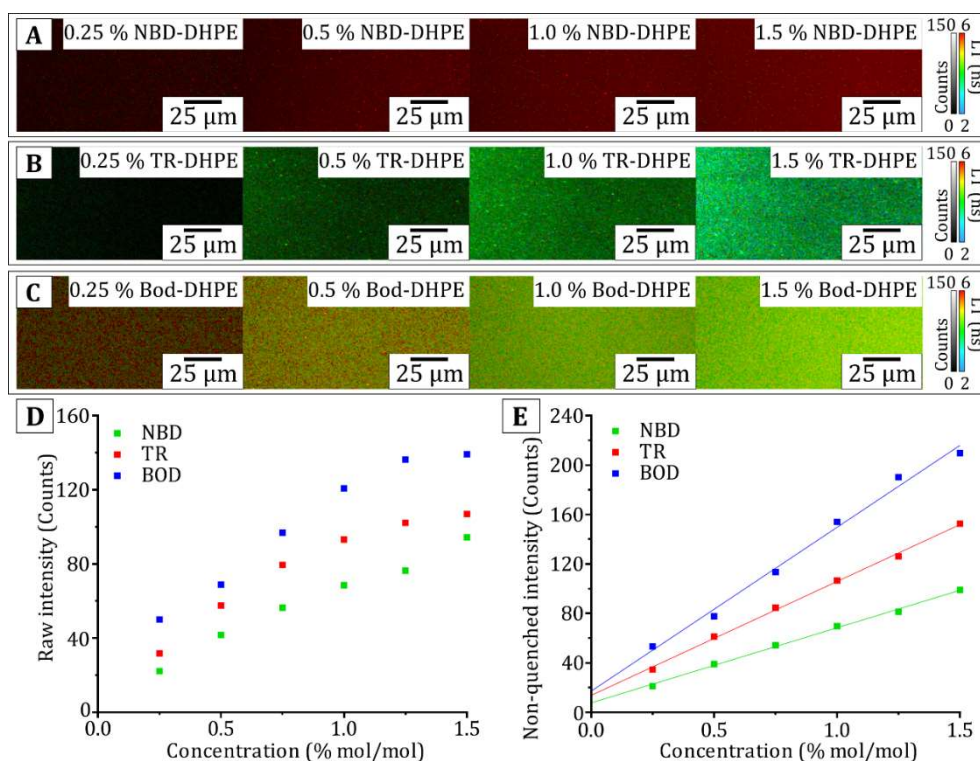 A
0.25 % NBD-DHPE
0.5 % NBD-DHPE
1.0 % NBD-DHPE
1.5 % NBD-DHPE
25 µm
25 µm
25 µm
25 µm
150 6
Counts
LT (ns)
0 2
B
0.25 % TR-DHPE
0.5 % TR-DHPE
1.0 % TR-DHPE
1.5 % TR-DHPE
25 µm
25 µm
25 µm
25 µm
150 6
Counts
LT (ns)
0 2
C
0.25 % Bod-DHPE
0.5 % Bod-DHPE
1.0 % Bod-DHPE
1.5 % Bod-DHPE
25 µm
25 µm
25 µm
25 µm
150 6
Counts
LT (ns)
0 2
D
160
120
80
40
0
Raw intensity (Counts)
NBD
TR
BOD
0.0 0.5 1.0 1.5
Concentration (% mol/mol)
E
240
200
160
120
80
40
0
Non-quenched intensity (Counts)
NBD
TR
BOD
0.0 0.5 1.0 1.5
Concentration (% mol/mol)